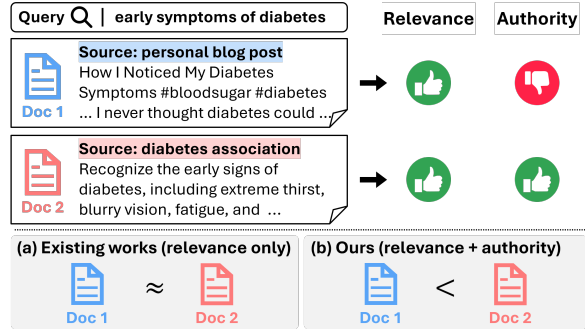 Query | early symptoms of diabetes
Relevance
Authority
Source: personal blog post
How I Noticed My Diabetes
Symptoms #bloodsugar #diabetes
... I never thought diabetes could ...
Doc 1
Source: diabetes association
Recognize the early signs of
diabetes, including extreme thirst,
blurry vision, fatigue, and ...
Doc 2
(a) Existing works (relevance only)
Doc 1 ≈ Doc 2
(b) Ours (relevance + authority)
Doc 1 < Doc 2